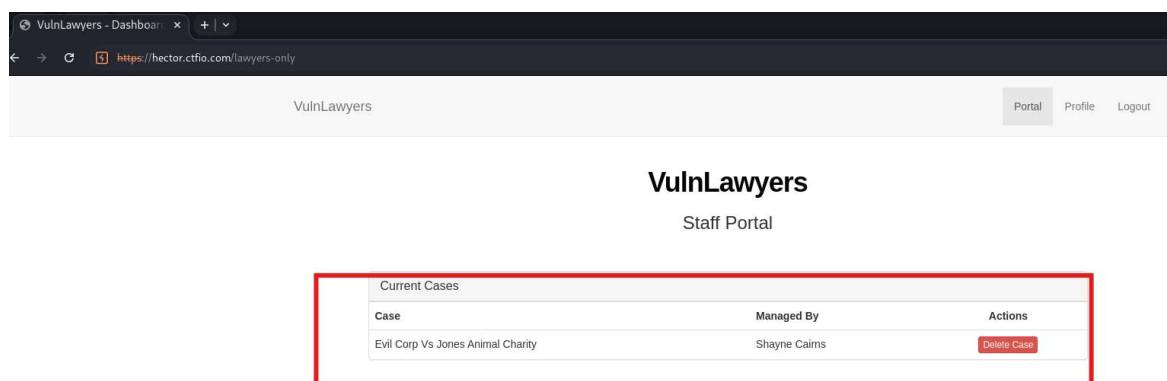 VulnLawyers - Dashboar
https://hector.ctfio.com/lawyers-only
VulnLawyers Portal Profile Logout
VulnLawyers
Staff Portal
Current Cases
Case Managed By Actions
Evil Corp Vs Jones Animal Charity Shayne Cairns Delete Case